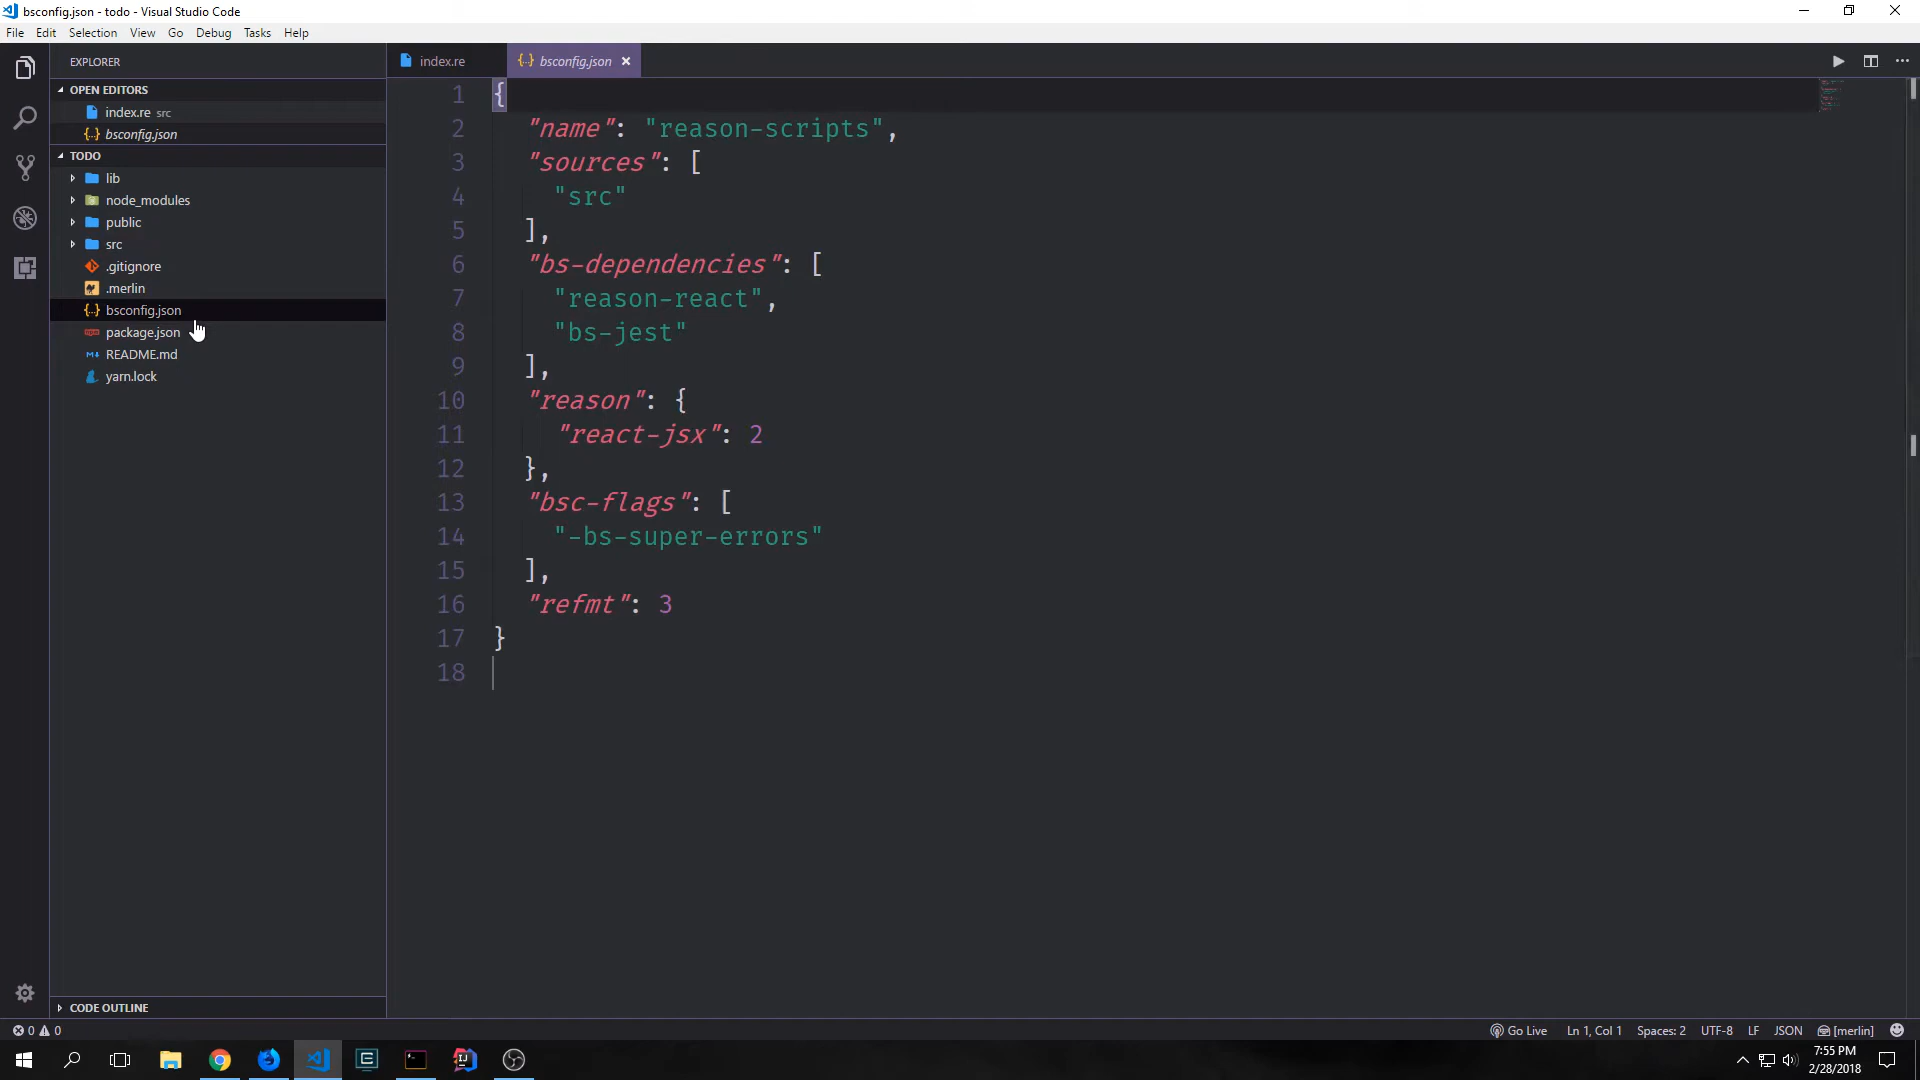 bsconfig.json - todo - Visual Studio Code
File Edit Selection View Go Debug Tasks Help
EXPLORER
OPEN EDITORS
index.re src
bsconfig.json
TODO
lib
node_modules
public
src
.gitignore
.merlin
bsconfig.json
package.json
README.md
yarn.lock
CODE OUTLINE
index.re
bsconfig.json
1 {
2 "name": "reason-scripts",
3 "sources": [
4 "src"
5 ],
6 "bs-dependencies": [
7 "reason-react",
8 "bs-jest"
9 ],
10 "reason": {
11 "react-jsx": 2
12 },
13 "bsc-flags": [
14 "-bs-super-errors"
15 ],
16 "refmt": 3
17 }
18
0 0 Go Live Ln 1, Col 1 Spaces: 2 UTF-8 LF JSON [merlin]
7:55 PM
2/28/2018